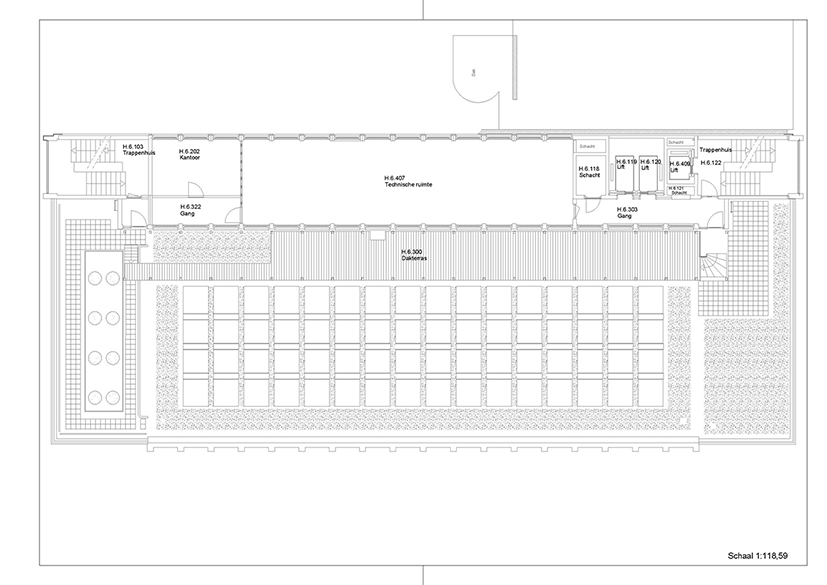 Dak
H.6.103
Trappenhuis
H.6.202
Kantoor
H.6.322
Gang
H.6.407
Technische ruimte
Schacht
H.6.118
Schacht
H.6.119
Lift
H.6.120
Lift
Schacht
H.6.409
Lift
H.6.121
Schacht
Trappenhuis
H.6.122
H.6.303
Gang
H.6.300
Dakterras
Schaal 1:118,59